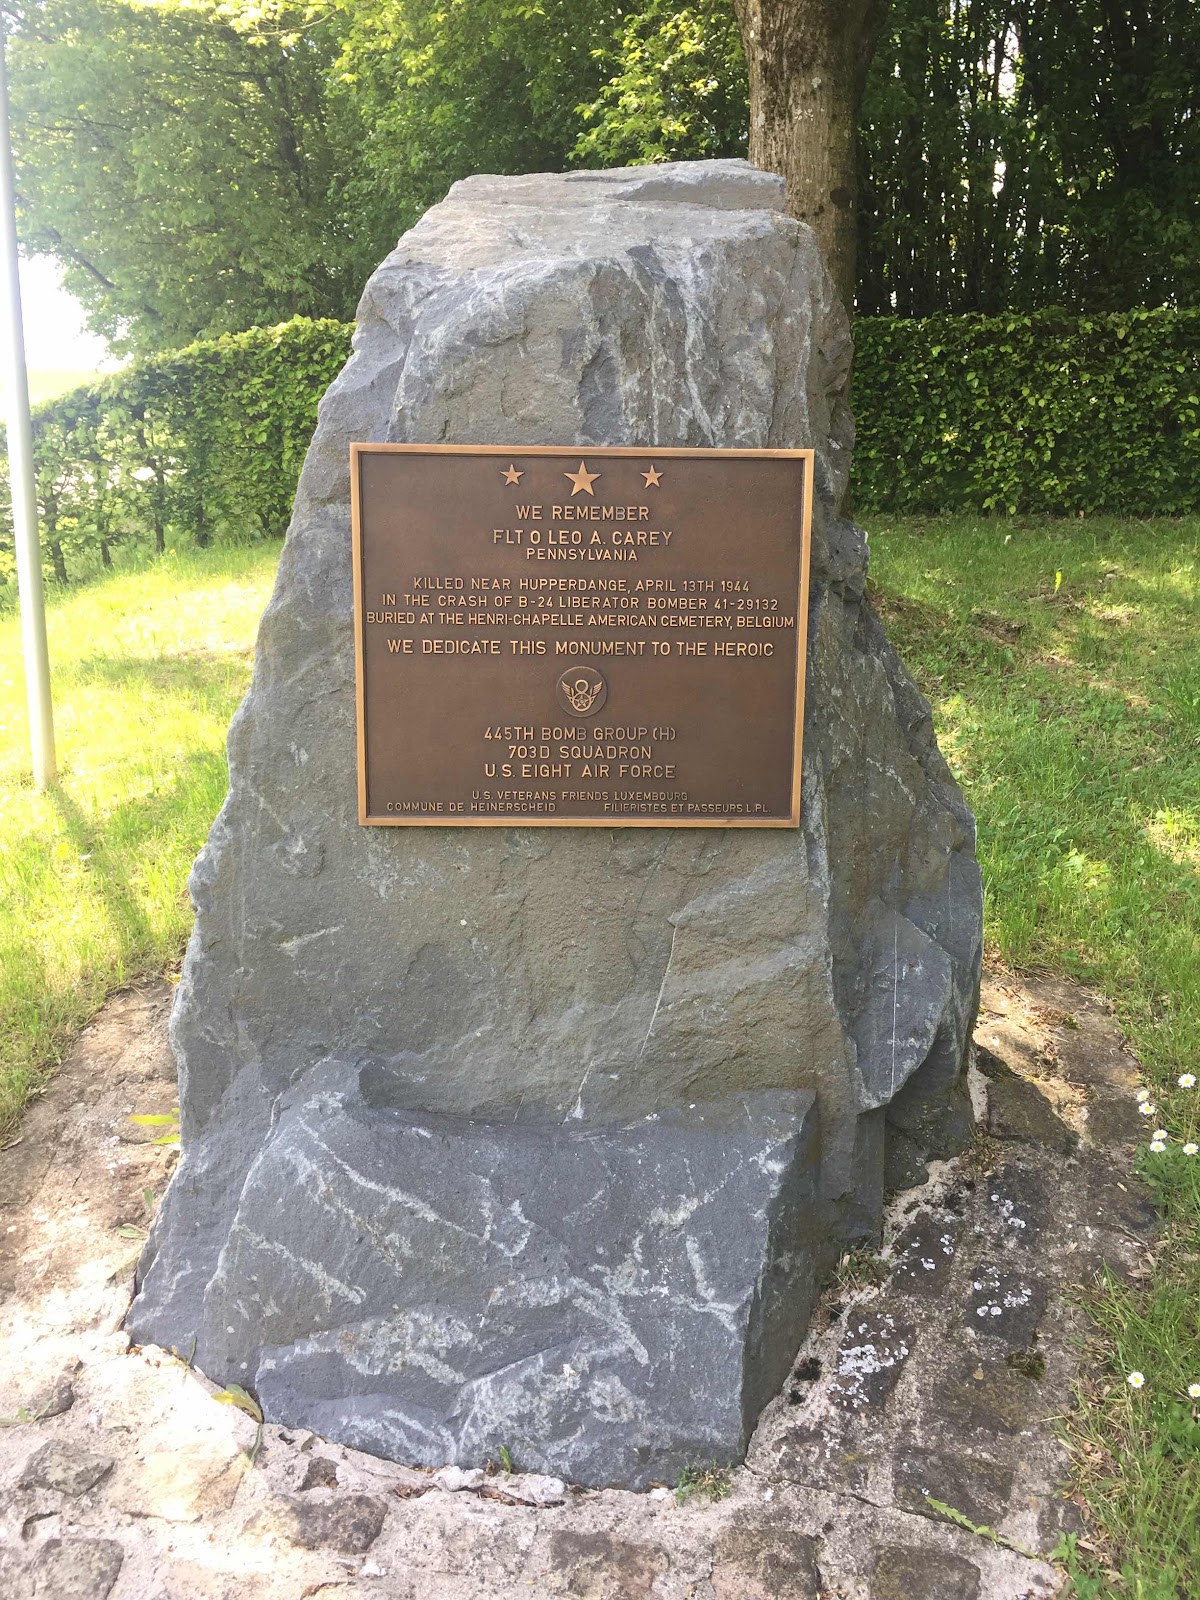 WE REMEMBER
FLT O LEO A. CAREY
PENNSYLVANIA
KILLED NEAR HUPPERDANGE, APRIL 13TH 1944
IN THE CRASH OF B-24 LIBERATOR BOMBER 41-29132
BURIED AT THE HENRI-CHAPELLE AMERICAN CEMETERY, BELGIUM
WE DEDICATE THIS MONUMENT TO THE HEROIC
8
445TH BOMB GROUP (H)
703D SQUADRON
U.S. EIGHT AIR FORCE
U.S. VETERANS FRIENDS LUXEMBOURG
COMMUNE DE HEINERSCHEID FILIERISTES ET PASSEURS L.P.L.